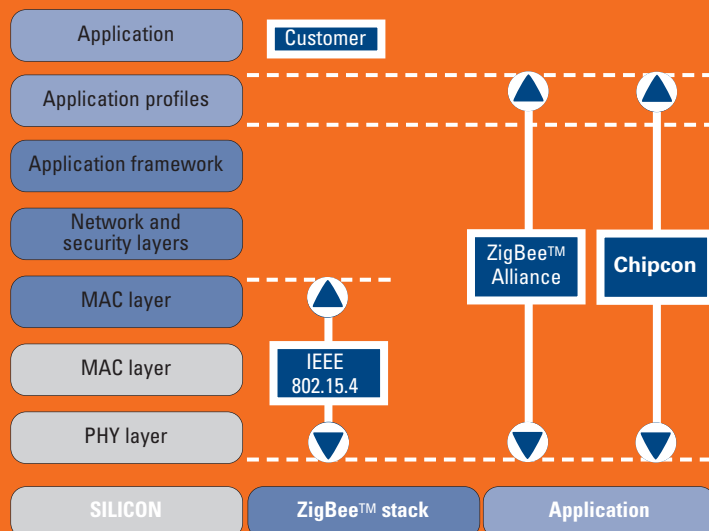 Application
Customer
Application profiles
Application framework
Network and
security layers
ZigBee™
Alliance
Chipcon
MAC layer
MAC layer
IEEE
802.15.4
PHY layer
SILICON
ZigBee™ stack
Application